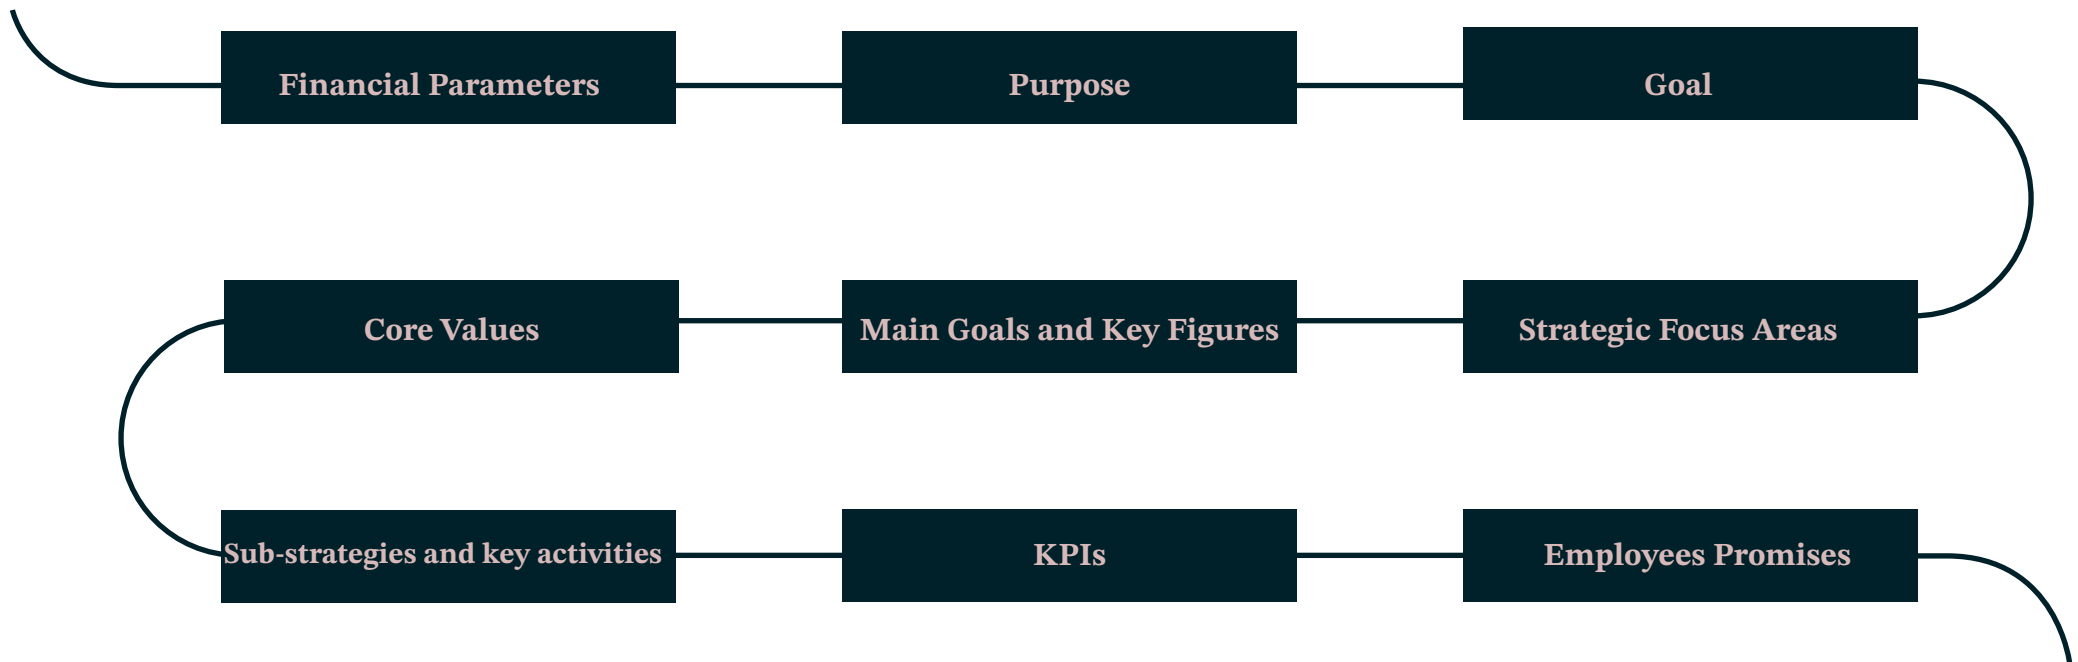 Financial Parameters
Purpose
Goal
Core Values
Main Goals and Key Figures
Strategic Focus Areas
Sub-strategies and key activities
KPIs
Employees Promises